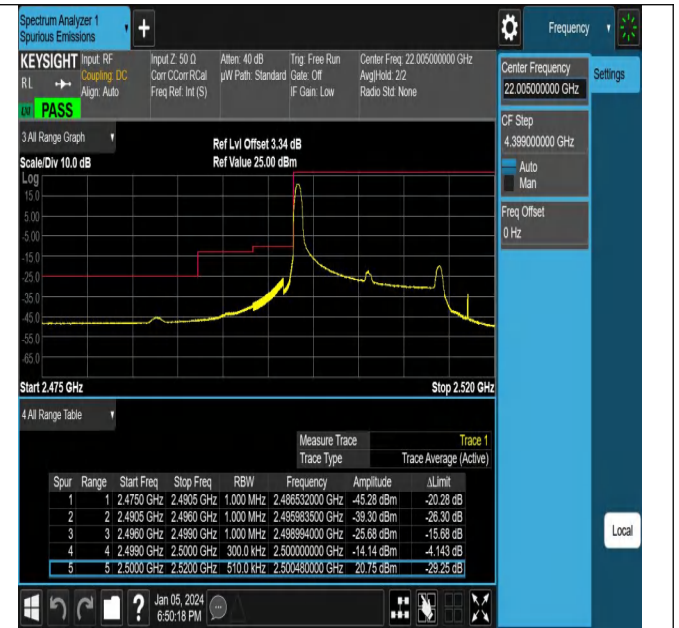 Spectrum Analyzer 1
Spurious Emissions
Frequency
KEYSIGHT
RL
PASS
Input: RF
Coupling: DC
Align: Auto
Input Z: 50 Ω
Corr CCorr RCal
Freq Ref: Int (S)
Atten: 40 dB
µW Path: Standard
Trig: Free Run
Gate: Off
IF Gain: Low
Center Freq: 22.005000000 GHz
Avg|Hold: 2/2
Radio Std: None
Center Frequency
22.005000000 GHz
Settings
CF Step
4.399000000 GHz
Auto
Man
Freq Offset
0 Hz
3 All Range Graph
Ref Lvl Offset 3.34 dB
Scale/Div 10.0 dB
Ref Value 25.00 dBm
Log
15.0
5.00
-5.00
-15.0
-25.0
-35.0
-45.0
-55.0
-65.0
Start 2.475 GHz
Stop 2.520 GHz
4 All Range Table
Measure Trace Trace 1
Trace Type Trace Average (Active)
Spur Range Start Freq Stop Freq RBW Frequency Amplitude ΔLimit
1 1 2.4750 GHz 2.4905 GHz 1.000 MHz 2.486532000 GHz -45.28 dBm -20.28 dB
2 2 2.4905 GHz 2.4960 GHz 1.000 MHz 2.495983500 GHz -39.30 dBm -26.30 dB
3 3 2.4960 GHz 2.4990 GHz 1.000 MHz 2.498994000 GHz -25.68 dBm -15.68 dB
4 4 2.4990 GHz 2.5000 GHz 300.0 kHz 2.500000000 GHz -14.14 dBm -4.143 dB
5 5 2.5000 GHz 2.5200 GHz 510.0 kHz 2.500480000 GHz 20.75 dBm -29.25 dB
Local
Jan 05, 2024
6:50:18 PM